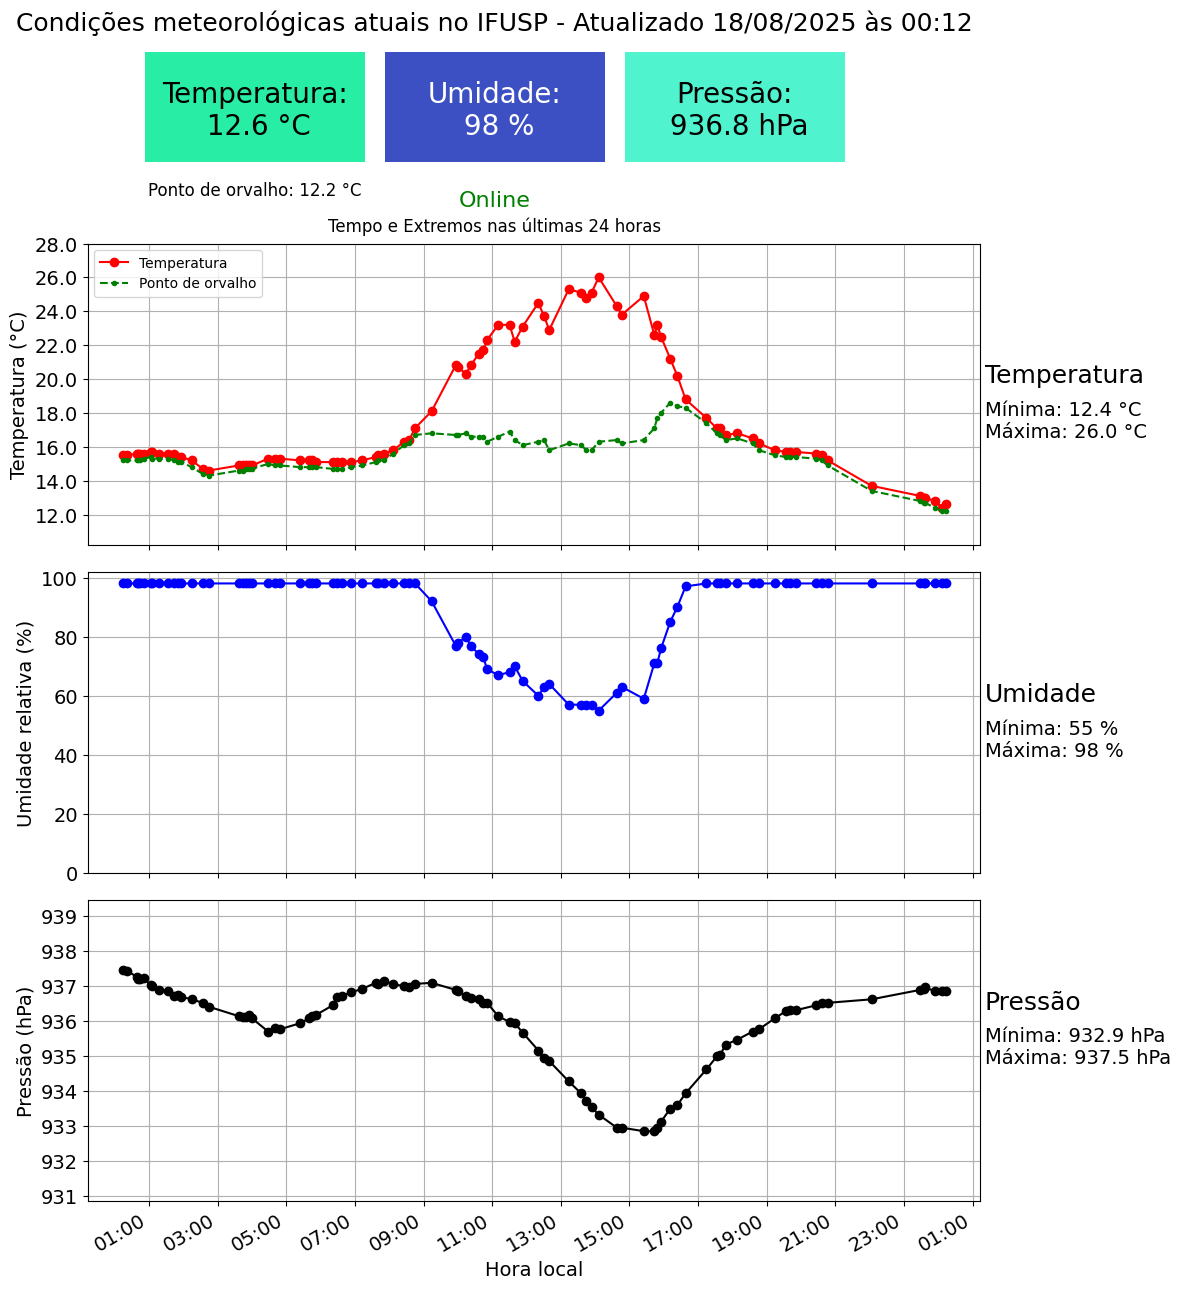 Condições meteorológicas atuais no IFUSP - Atualizado 18/08/2025 às 00:12
Temperatura:
12.6 °C
Umidade:
98 %
Pressão:
936.8 hPa
Ponto de orvalho: 12.2 °C
Online
Tempo e Extremos nas últimas 24 horas
28.0
26.0
24.0
22.0
20.0
18.0
16.0
14.0
12.0
Temperatura (°C)
Temperatura
Ponto de orvalho
Temperatura
Mínima: 12.4 °C
Máxima: 26.0 °C
100
80
60
40
20
0
Umidade relativa (%)
Umidade
Mínima: 55 %
Máxima: 98 %
939
938
937
936
935
934
933
932
931
Pressão (hPa)
Pressão
Mínima: 932.9 hPa
Máxima: 937.5 hPa
01:00 03:00 05:00 07:00 09:00 11:00 13:00 15:00 17:00 19:00 21:00 23:00 01:00
Hora local